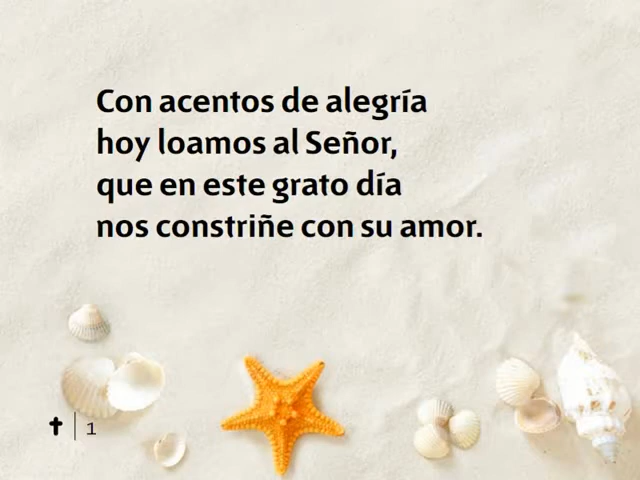 Con acentos de alegría
hoy loamos al Señor,
que en este grato día
nos constriñe con su amor.
1